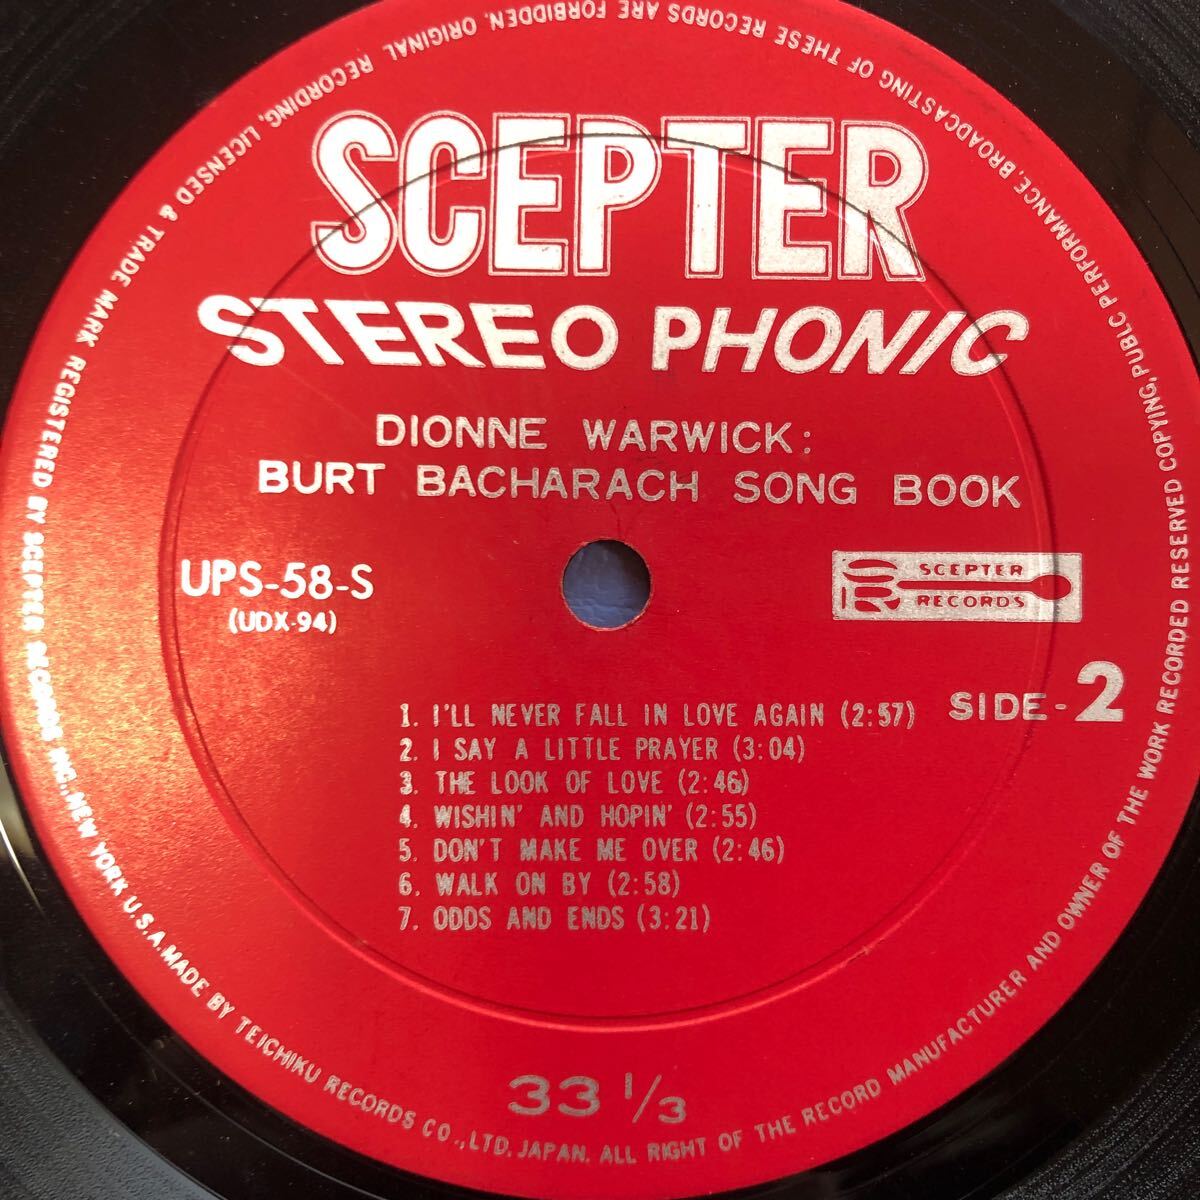 SCEPTER
STEREO PHONIC
DIONNE WARWICK:
BURT BACHARACH SONG BOOK
UPS-58-S
(UDX-94)
SCEPTER
RECORDS
SIDE-2
1. I'LL NEVER FALL IN LOVE AGAIN (2:57)
2. I SAY A LITTLE PRAYER (3:04)
3. THE LOOK OF LOVE (2:46)
4. WISHIN' AND HOPIN' (2:55)
5. DON'T MAKE ME OVER (2:46)
6. WALK ON BY (2:58)
7. ODDS AND ENDS (3:21)
33 1/3
ORIGINAL RECORDING, LICENSED & TRADE MARK REGISTERED BY SCEPTER RECORDS INC. NEW YORK U.S.A. MADE BY TEICHIKU RECORDS CO., LTD. JAPAN. ALL RIGHT OF THE RECORD MANUFACTURER AND OWNER OF THE WORK RECORDED RESERVED COPYING, PUBLC PERFORMANCE, BROADCASTING OF THESE RECORDS ARE FORBIDDEN.